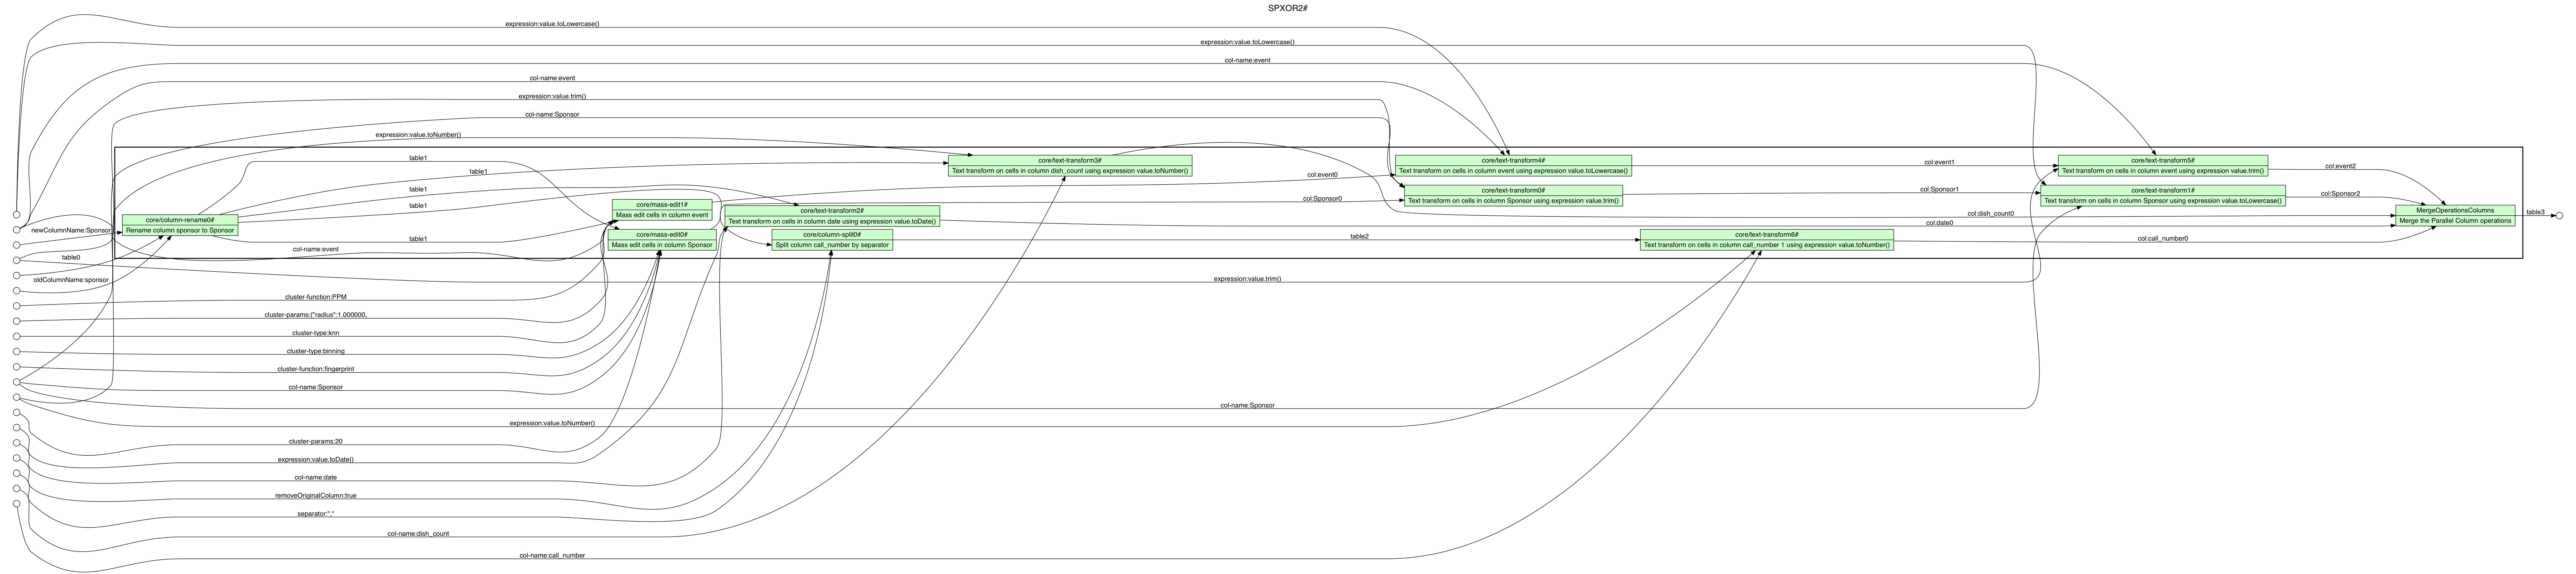 SPXOR2#
expression:value.toLowercase()
expression:value.toLowercase()
col-name:event
col-name:event
expression:value.trim()
col-name:Sponsor
expression:value.toNumber()
table1
table1
table1
table1
table1
core/text-transform3#
Text transform on cells in column dish_count using expression value.toNumber()
core/text-transform4#
Text transform on cells in column event using expression value.toLowercase()
col:event1
core/text-transform5#
Text transform on cells in column event using expression value.trim()
col:event2
col:event0
core/text-transform0#
Text transform on cells in column Sponsor using expression value.trim()
col:Sponsor1
core/text-transform1#
Text transform on cells in column Sponsor using expression value.toLowercase()
col:Sponsor2
core/mass-edit1#
Mass edit cells in column event
col:Sponsor0
core/text-transform2#
Text transform on cells in column date using expression value.toDate()
col:dish_count0
col:date0
MergeOperationsColumns
Merge the Parallel Column operations
table3
core/column-rename0#
Rename column sponsor to Sponsor
newColumnName:Sponsor
core/mass-edit0#
Mass edit cells in column Sponsor
core/column-split0#
Split column call_number by separator
table2
core/text-transform6#
Text transform on cells in column call_number 1 using expression value.toNumber()
col:call_number0
col-name:event
table0
oldColumnName:sponsor
expression:value.trim()
cluster-function:PPM
cluster-params:{"radius":1.000000,
cluster-type:knn
cluster-type:binning
cluster-function:fingerprint
col-name:Sponsor
col-name:Sponsor
expression:value.toNumber()
cluster-params:20
expression:value.toDate()
col-name:date
removeOriginalColumn:true
separator:","
col-name:dish_count
col-name:call_number